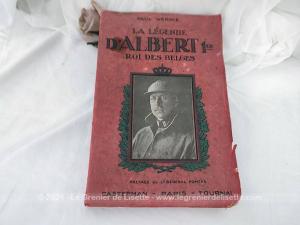 PAUL WERRIE
LA LÉGENDE
D'ALBERT 1er
ROI DES BELGES
PRÉFACE DU Lt GÉNÉRAL
CASTERMAN - PARIS - TOURNAI
© 2024 - Le Grenier de Lisette - www.legrenierdelisette.com